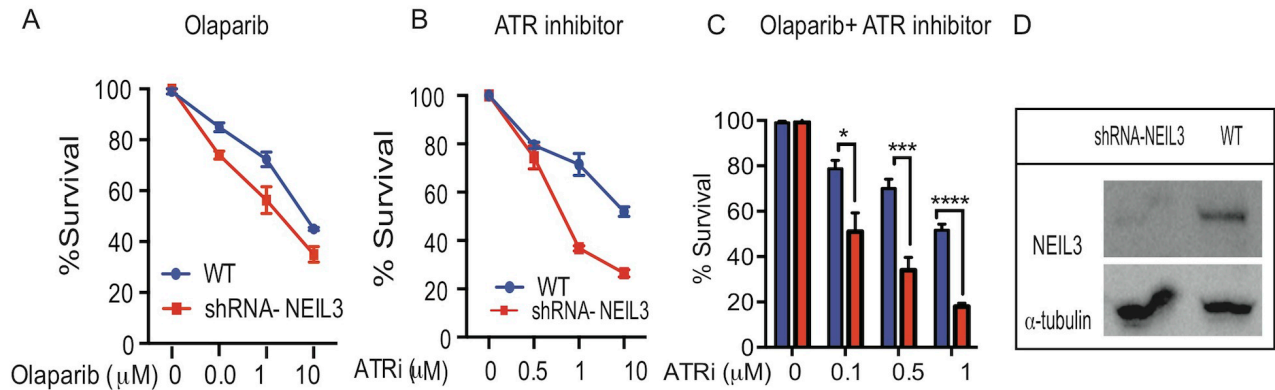 A
Olaparib
%Survival
100
80
60
40
20
0
WT
shRNA- NEIL3
Olaparib (μM) 0 0.0 1 10
B
ATR inhibitor
% Survival
100
80
60
40
80
0
WT
shRNA- NEIL3
ATRi (μM) 0 0.5 1 10
C
Olaparib+ ATR inhibitor
% Survival
100
80
60
40
20
0
*
***
****
ATRi (μM) 0 0.1 0.5 1
D
shRNA-NEIL3 WT
NEIL3
α-tubulin